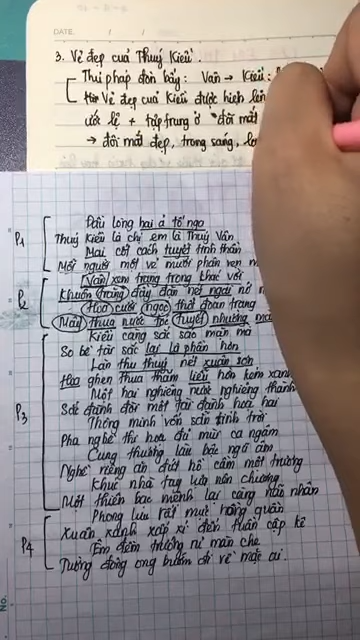 DATE: / /
3. Vẻ đẹp cuả Thuý Kiều.
Thủ pháp đòn bẩy: Vân → Kiều:
Vẻ đẹp cuả Kiều được hiện lên
ước lệ + tập trung ở "đôi mắt
→ đôi mắt đẹp, trong sáng,
P1
Đầu lòng hai ả tố nga
Thuý Kiều là chị em là Thuý Vân
Mai cốt cách tuyết tinh thần
Mỗi người một vẻ mười phân vẹn
Vân xem trang trọng khác vời
Khuôn trăng đầy đặn nét ngài
Hoa cười ngọc thốt đoan trang
Mây thua nước tóc tuyết nhường
P3
Kiều càng sắc sảo mặn mà
So bề tài sắc lại là phần hơn
Làn thu thuỷ nét xuân sơn
Hoa ghen thua thắm liễu hờn kém xanh
Một hai nghiêng nước nghiêng thành
Sắc đành đòi một tài đành hoạ hai
Thông minh vốn sẵn tính trời
Pha nghề thi hoạ đủ mùi ca ngâm
Cung thương lầu bậc ngũ âm
Nghề riêng ăn đứt hồ cầm một trương
Khúc nhà tay lựa nên chương
Một thiên bạc mệnh lại càng não nhân
P4
Phong lưu rất mực hồng quần
Xuân xanh xấp xỉ đến tuần cập kê
Êm đềm trướng rủ màn che
Tường đông ong bướm đi về mặc ai.
No.